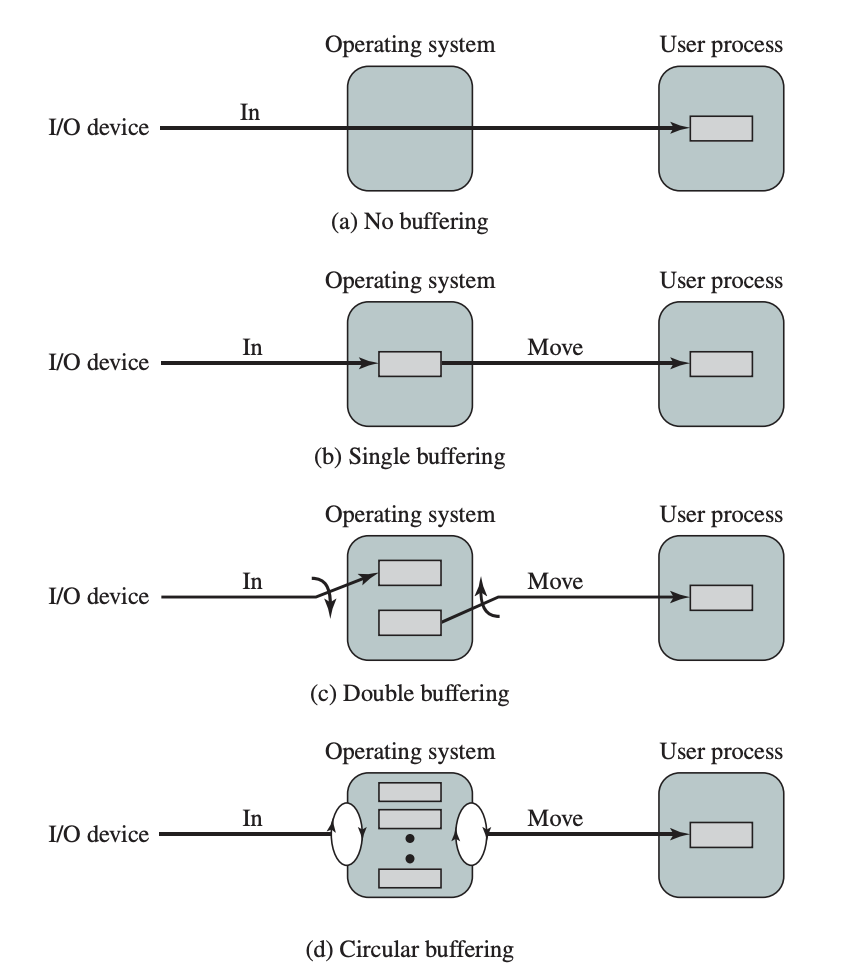 Operating system User process
In
I/O device
(a) No buffering
Operating system User process
In Move
I/O device
(b) Single buffering
Operating system User process
In Move
I/O device
(c) Double buffering
Operating system User process
In Move
I/O device
(d) Circular buffering